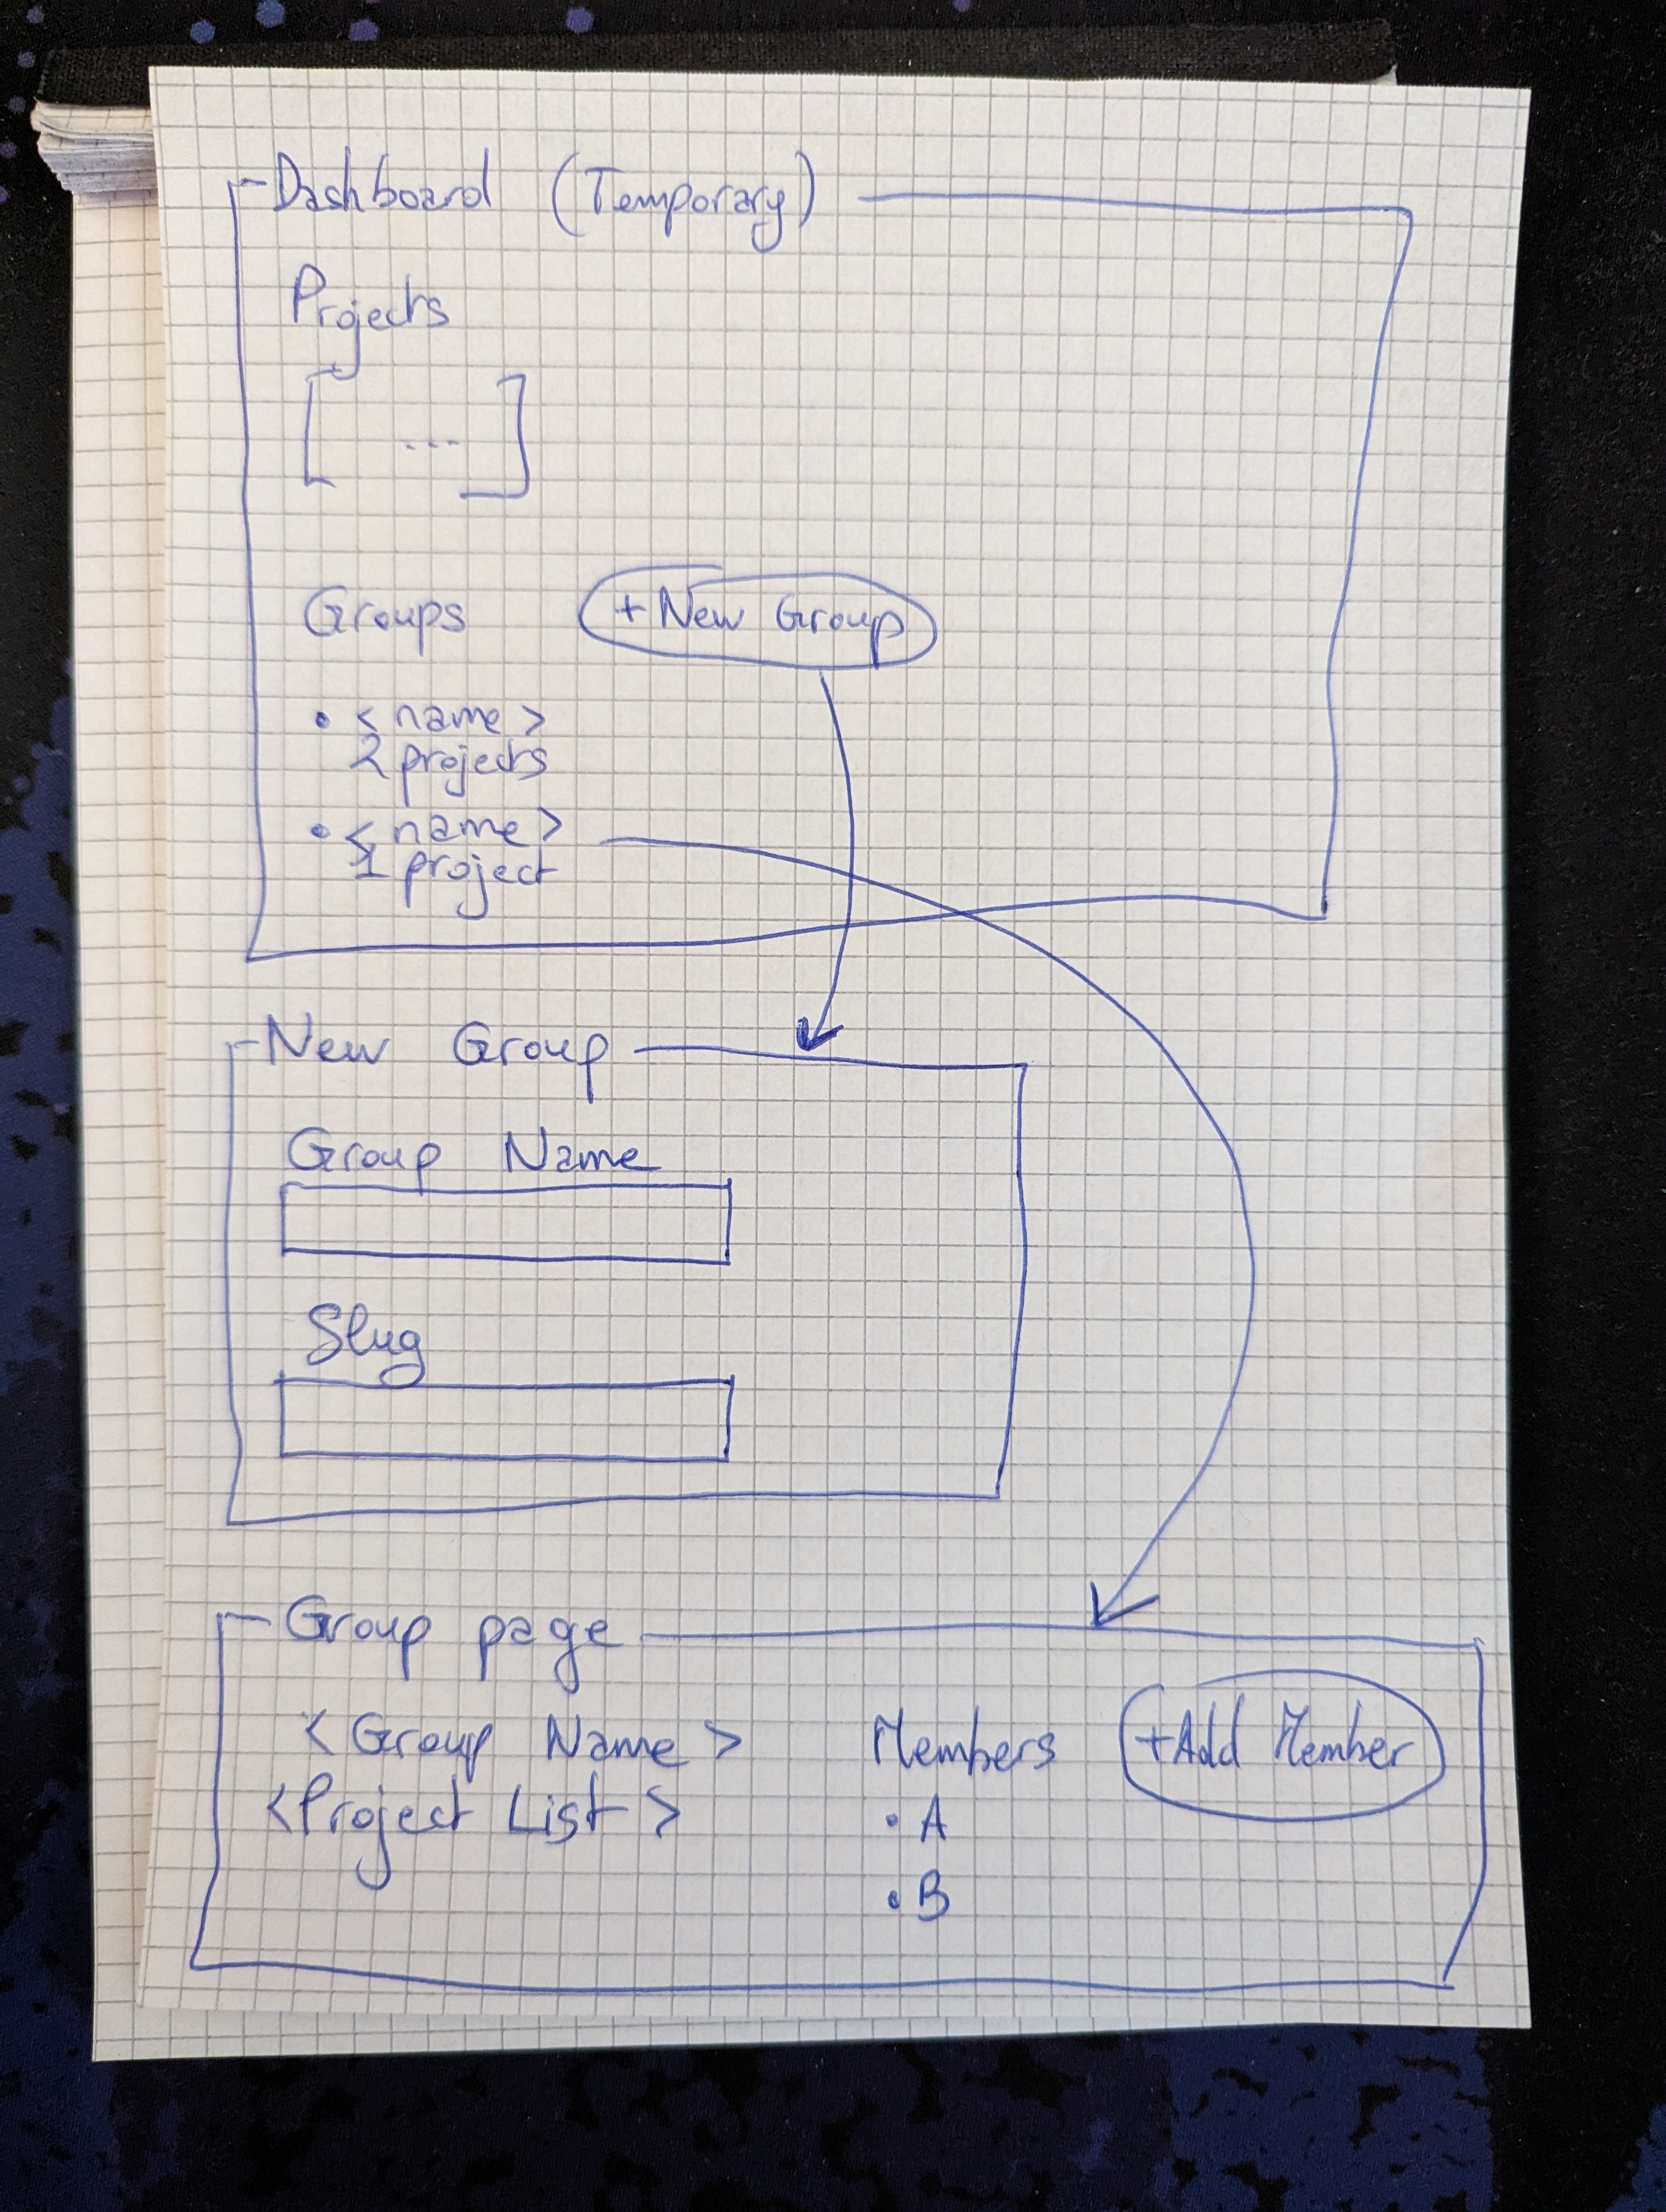 Dashboard (Temporary)
Projects
[ ... ]
Groups +New Group
• <name>
2 projects
• <name>
1 project
New Group
Group Name
Slug
Group page
<Group Name> Members +Add Member
<Project List> • A
• B